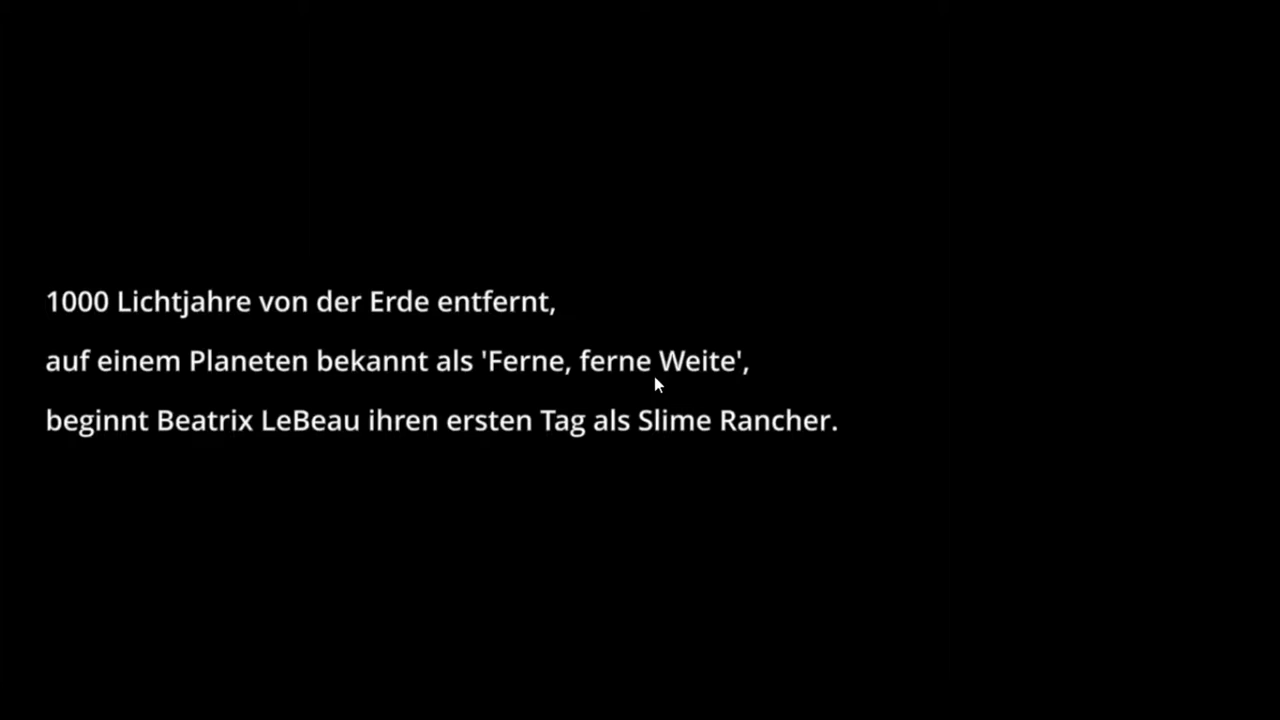 1000 Lichtjahre von der Erde entfernt,
auf einem Planeten bekannt als 'Ferne, ferne Weite',
beginnt Beatrix LeBeau ihren ersten Tag als Slime Rancher.